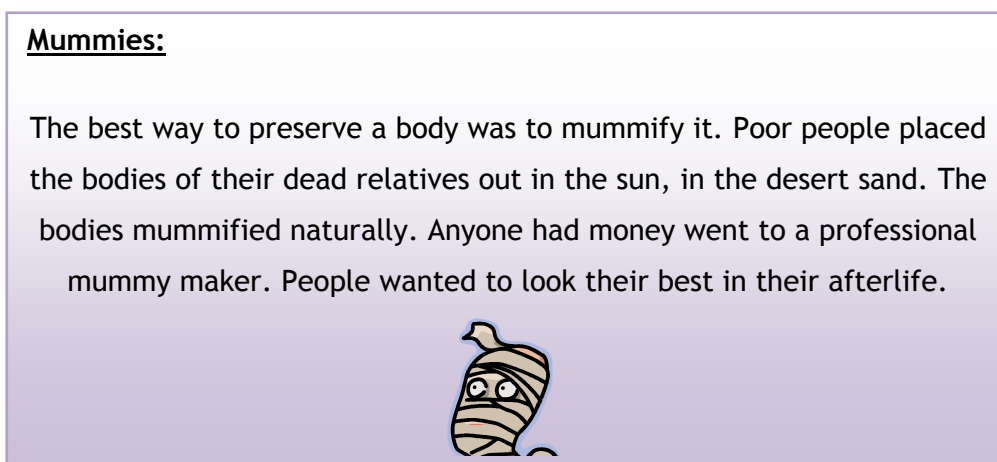 Mummies:
The best way to preserve a body was to mummify it. Poor people placed
the bodies of their dead relatives out in the sun, in the desert sand. The
bodies mummified naturally. Anyone had money went to a professional
mummy maker. People wanted to look their best in their afterlife.